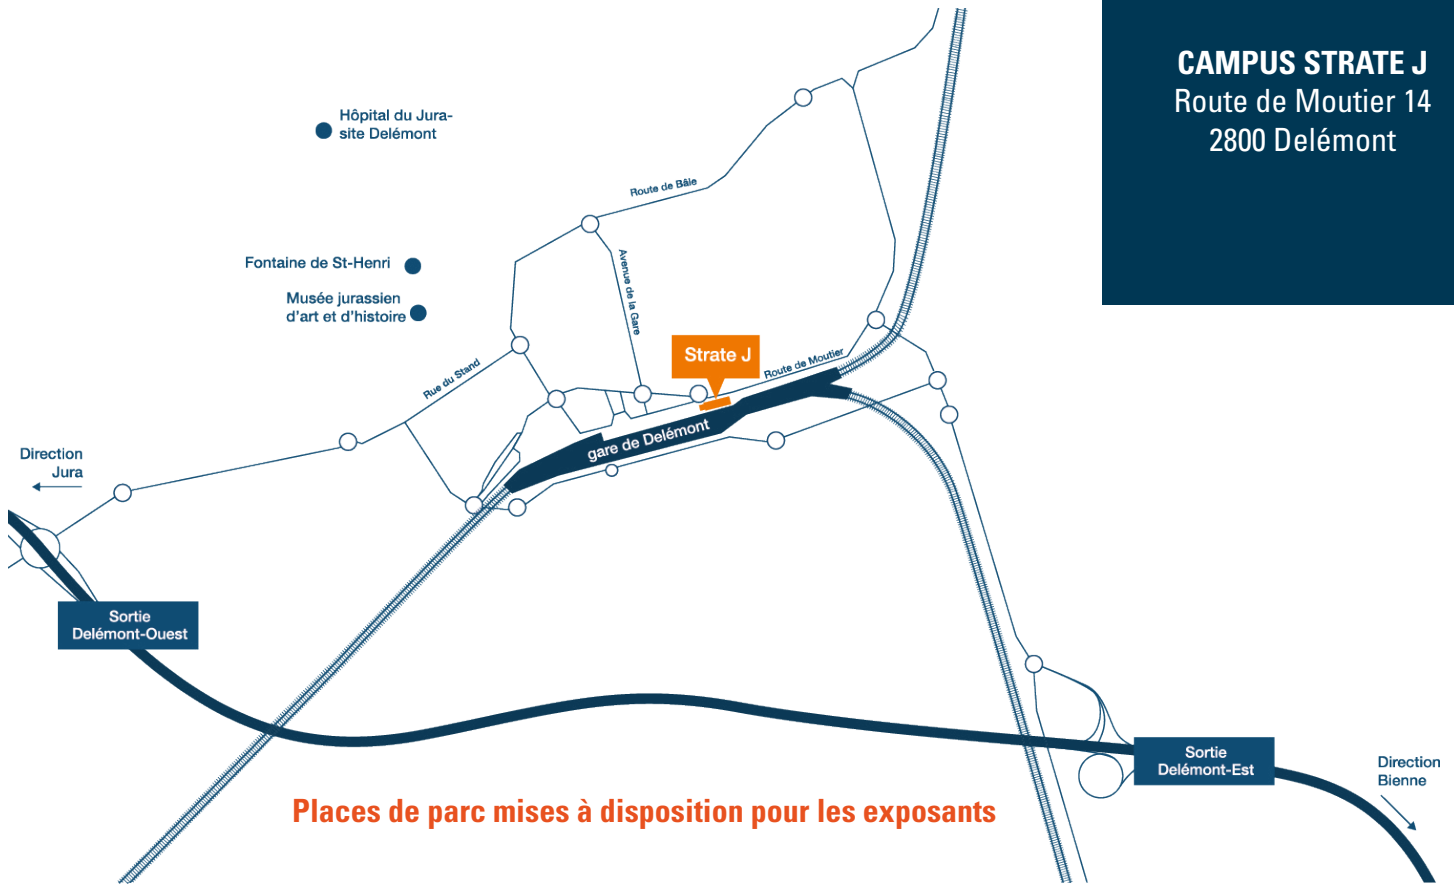 CAMPUS STRATE J
Route de Moutier 14
2800 Delémont
Hôpital du Jura-
site Delémont
Route de Bâle
Fontaine de St-Henri
Avenue de la Gare
Musée jurassien
d'art et d'histoire
Strate J
Route de Moutier
Rue du Stand
gare de Delémont
Direction
Jura
Sortie
Delémont-Ouest
Sortie
Delémont-Est
Direction
Bienne
Places de parc mises à disposition pour les exposants